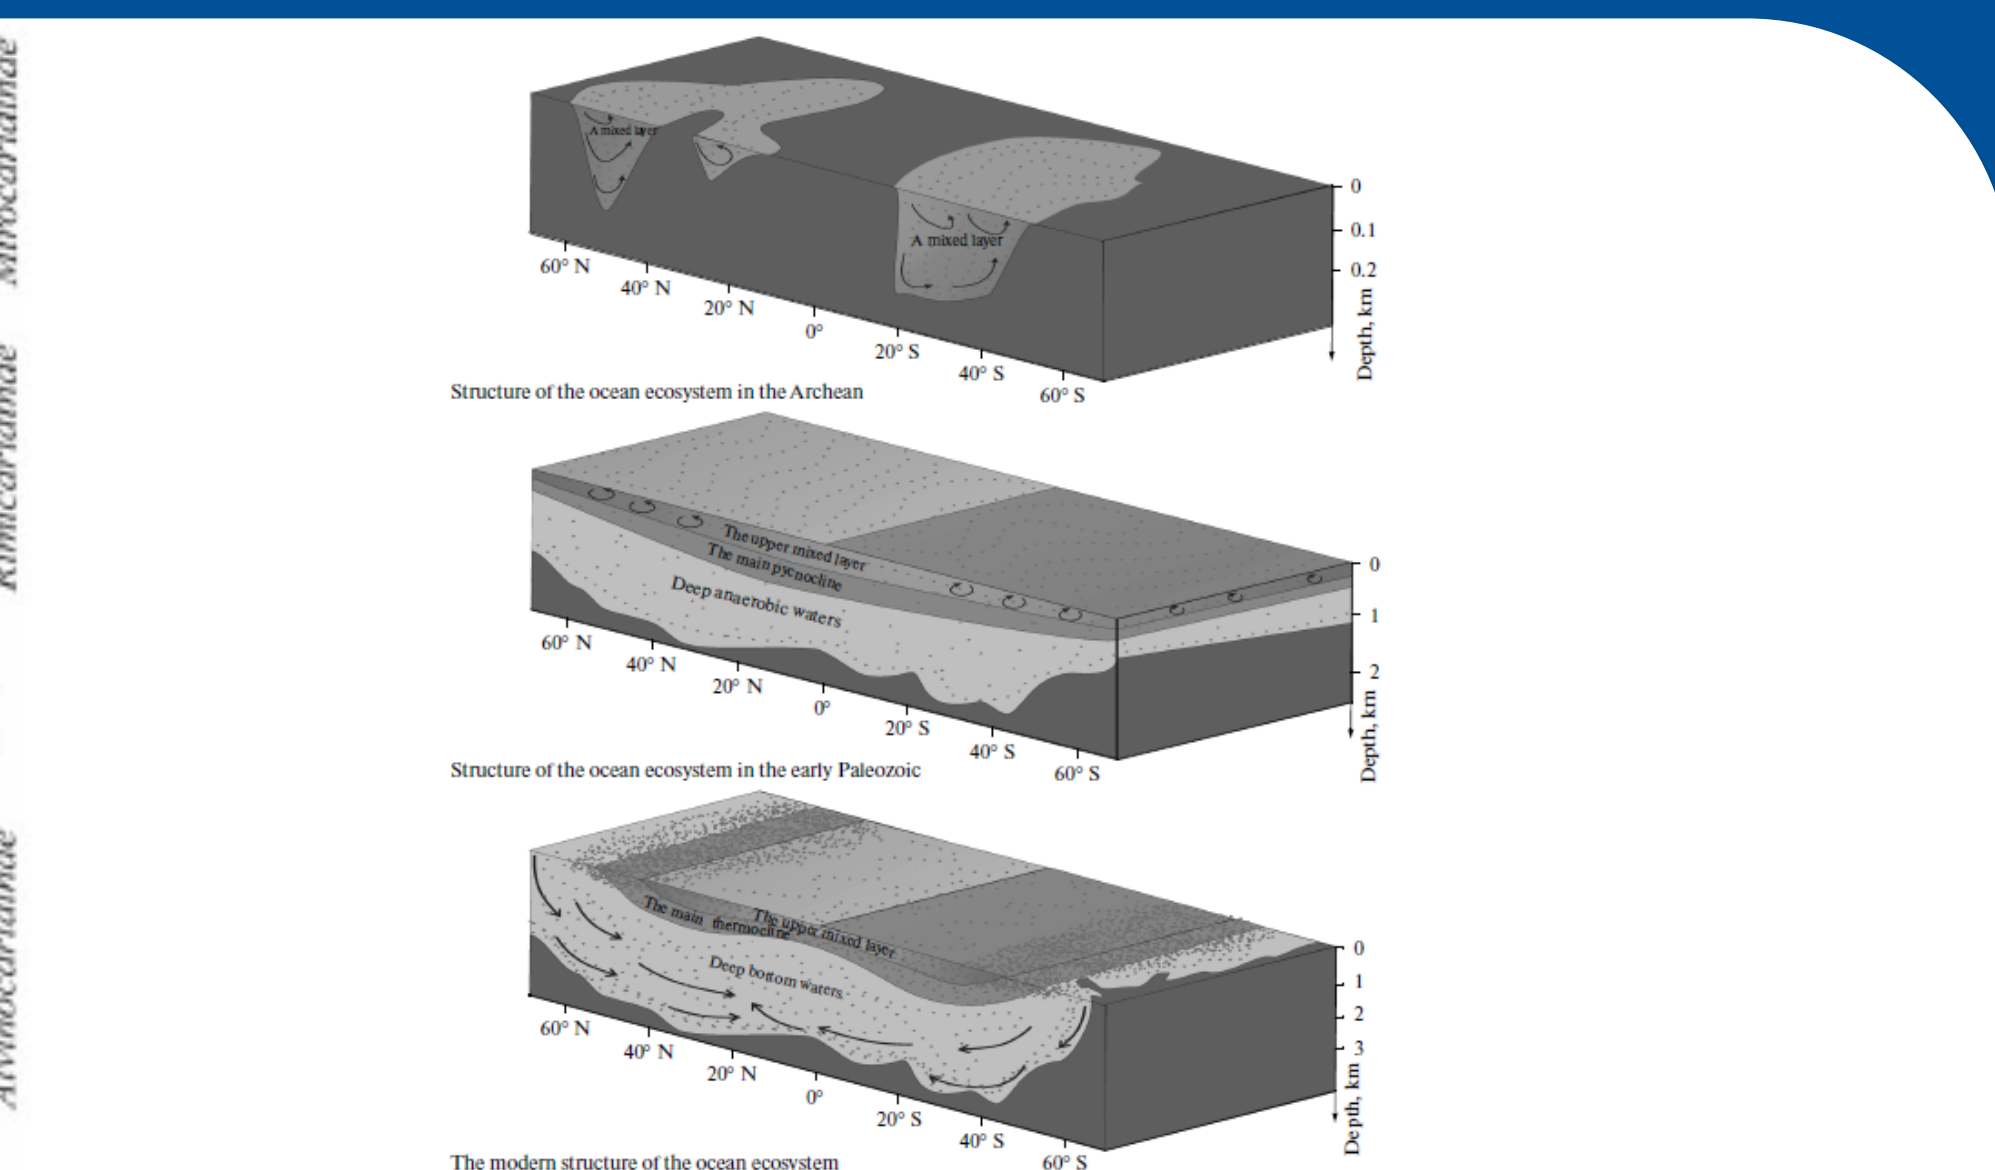 Mirocarididae
Rimicarididae
Alvinocarididae
A mixed layer
A mixed layer
0
0.1
0.2
Depth, km
60° N
40° N
20° N
0°
20° S
40° S
60° S
Structure of the ocean ecosystem in the Archean
The upper mixed layer
The main pycnocline
Deep anaerobic waters
0
1
2
Depth, km
60° N
40° N
20° N
0°
20° S
40° S
60° S
Structure of the ocean ecosystem in the early Paleozoic
The upper mixed layer
The main thermocline
Deep bottom waters
0
1
2
3
Depth, km
60° N
40° N
20° N
0°
20° S
40° S
60° S
The modern structure of the ocean ecosystem